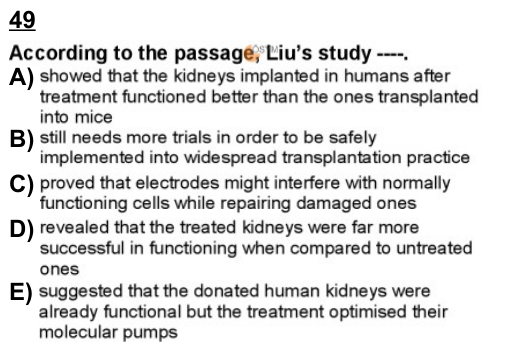 49
According to the passage, Liu's study ----.
A) showed that the kidneys implanted in humans after
treatment functioned better than the ones transplanted
into mice
B) still needs more trials in order to be safely
implemented into widespread transplantation practice
C) proved that electrodes might interfere with normally
functioning cells while repairing damaged ones
D) revealed that the treated kidneys were far more
successful in functioning when compared to untreated
ones
E) suggested that the donated human kidneys were
already functional but the treatment optimised their
molecular pumps